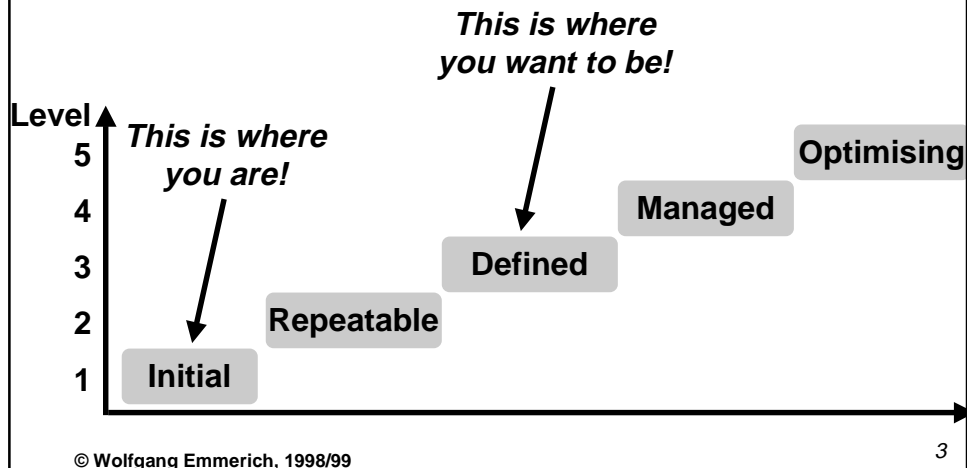 This is where
you want to be!
Level
This is where
you are!
5
Optimising
4
Managed
3
Defined
2
Repeatable
1
Initial
© Wolfgang Emmerich, 1998/99
3